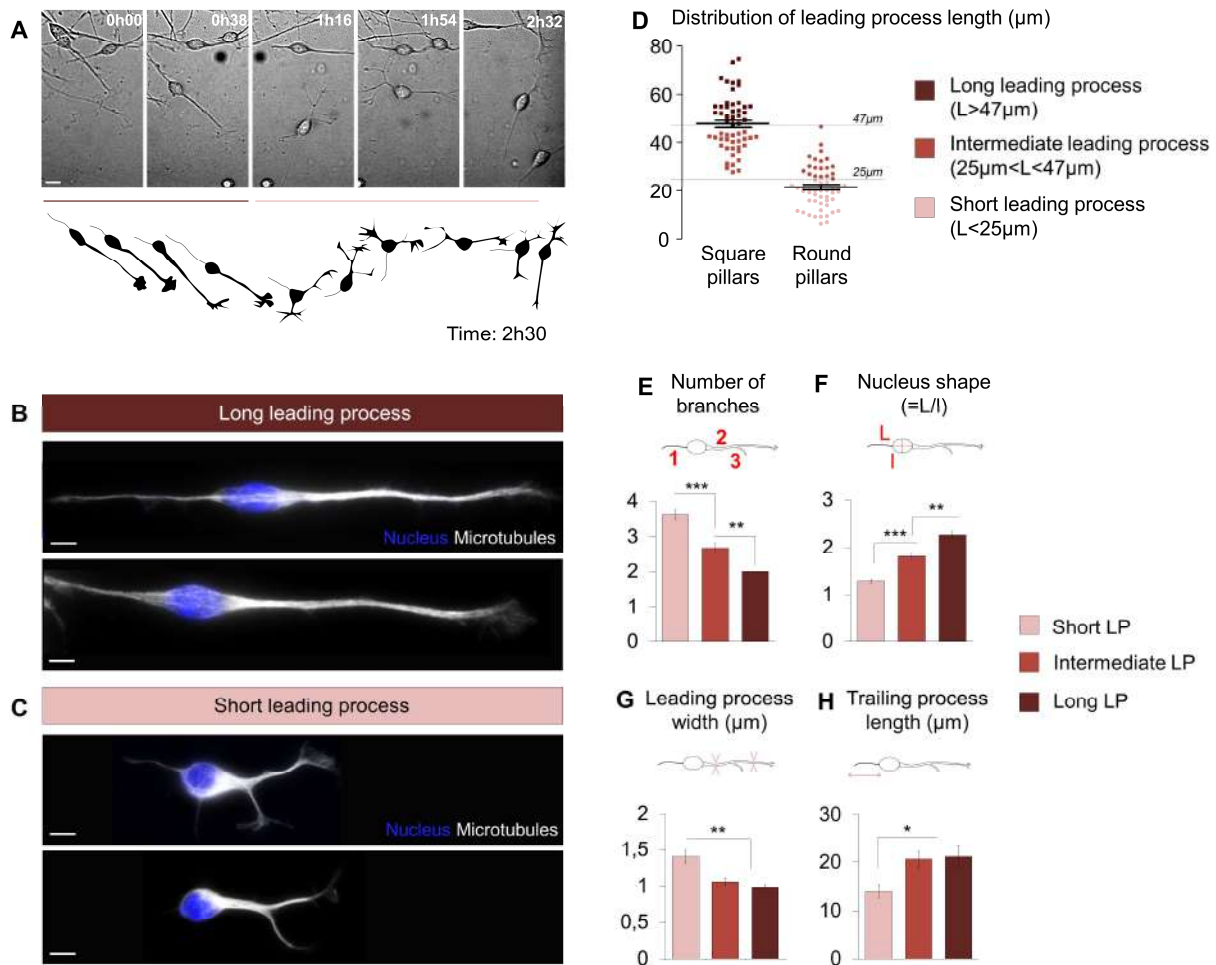 A
0h00
0h38
1h16
1h54
2h32
Time: 2h30
D Distribution of leading process length (µm)
80
60
40
20
0
47µm
25µm
Square
pillars
Round
pillars
Long leading process
(L>47µm)
Intermediate leading process
(25µm<L<47µm)
Short leading process
(L<25µm)
B
Long leading process
Nucleus Microtubules
C
Short leading process
Nucleus Microtubules
E Number of
branches
1
2
3
4
3
2
1
0
***
**
F Nucleus shape
(=L/l)
L
l
3
2
1
0
***
**
Short LP
Intermediate LP
Long LP
G Leading process
width (µm)
2
1,5
1
0,5
0
**
H Trailing process
length (µm)
30
20
10
0
*